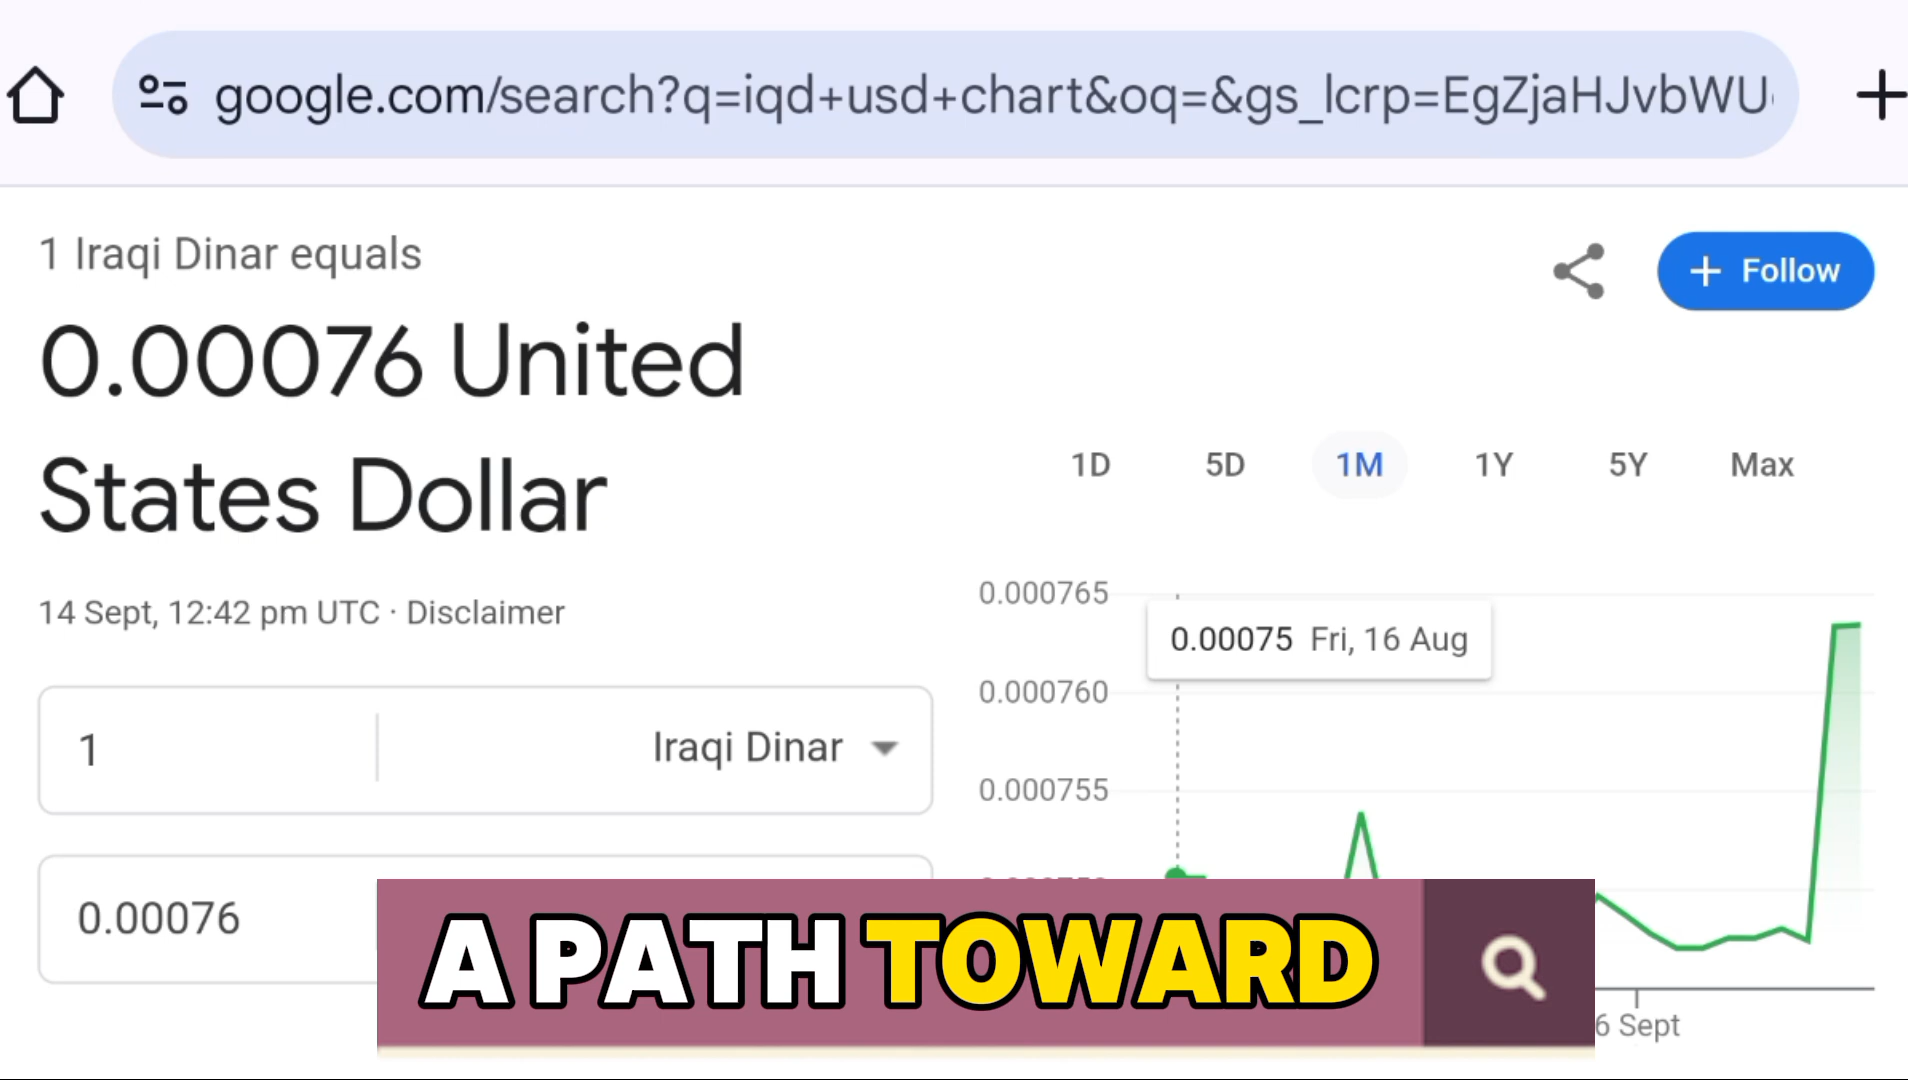 google.com/search?q=iqd+usd+chart&oq=&gs_lcrp=EgZjaHJvbWU
1 Iraqi Dinar equals
Follow
0.00076 United
States Dollar
1D 5D 1M 1Y 5Y Max
14 Sept, 12:42 pm UTC · Disclaimer
0.000765
0.00075 Fri, 16 Aug
0.000760
1 Iraqi Dinar
0.000755
0.00076
A PATH TOWARD
6 Sept